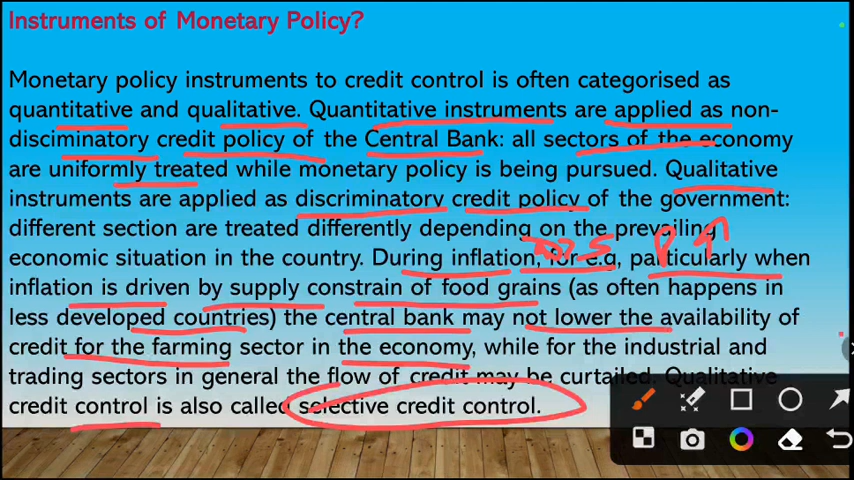 Instruments of Monetary Policy?
Monetary policy instruments to credit control is often categorised as
quantitative and qualitative. Quantitative instruments are applied as non-
disciminatory credit policy of the Central Bank: all sectors of the economy
are uniformly treated while monetary policy is being pursued. Qualitative
instruments are applied as discriminatory credit policy of the government:
different section are treated differently depending on the prevailing
economic situation in the country. During inflation, for e.g, particularly when
inflation is driven by supply constrain of food grains (as often happens in
less developed countries) the central bank may not lower the availability of
credit for the farming sector in the economy, while for the industrial and
trading sectors in general the flow of credit may be curtailed. Qualitative
credit control is also called selective credit control.